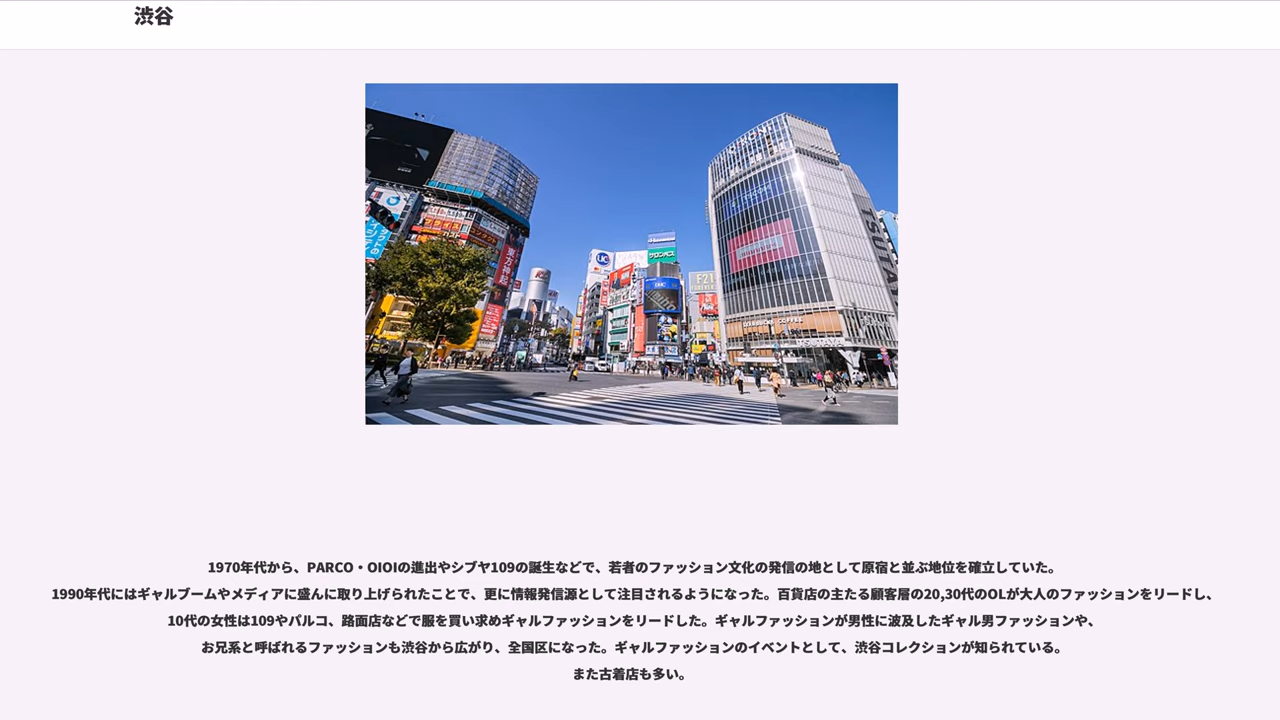 渋谷
東方神起
サロンパス
UC
F21
FOREVER
TSUTAYA
1970年代から、PARCO・OIOIの進出やシブヤ109の誕生などで、若者のファッション文化の発信の地として原宿と並ぶ地位を確立していた。
1990年代にはギャルブームやメディアに盛んに取り上げられたことで、更に情報発信源として注目されるようになった。百貨店の主たる顧客層の20,30代のOLが大人のファッションをリードし、
10代の女性は109やパルコ、路面店などで服を買い求めギャルファッションをリードした。ギャルファッションが男性に波及したギャル男ファッションや、
お兄系と呼ばれるファッションも渋谷から広がり、全国区になった。ギャルファッションのイベントとして、渋谷コレクションが知られている。
また古着店も多い。